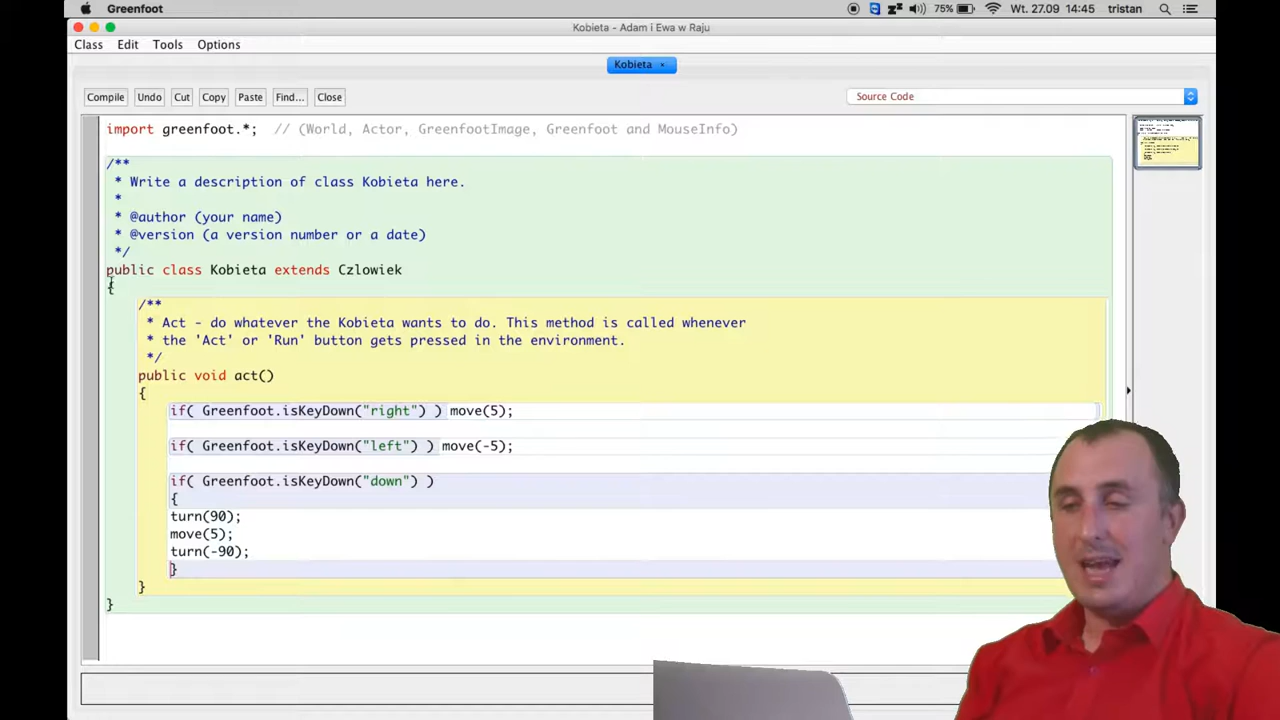 Greenfoot 75% Wt. 27.09 14:45 tristan
Kobieta - Adam i Ewa w Raju
Class Edit Tools Options
Kobieta ×
Compile Undo Cut Copy Paste Find... Close Source Code
import greenfoot.*; // (World, Actor, GreenfootImage, Greenfoot and MouseInfo)
/**
* Write a description of class Kobieta here.
*
* @author (your name)
* @version (a version number or a date)
*/
public class Kobieta extends Czlowiek
{
/**
* Act - do whatever the Kobieta wants to do. This method is called whenever
* the 'Act' or 'Run' button gets pressed in the environment.
*/
public void act()
{
if( Greenfoot.isKeyDown("right") ) move(5);
if( Greenfoot.isKeyDown("left") ) move(-5);
if( Greenfoot.isKeyDown("down") )
{
turn(90);
move(5);
turn(-90);
}
}
}